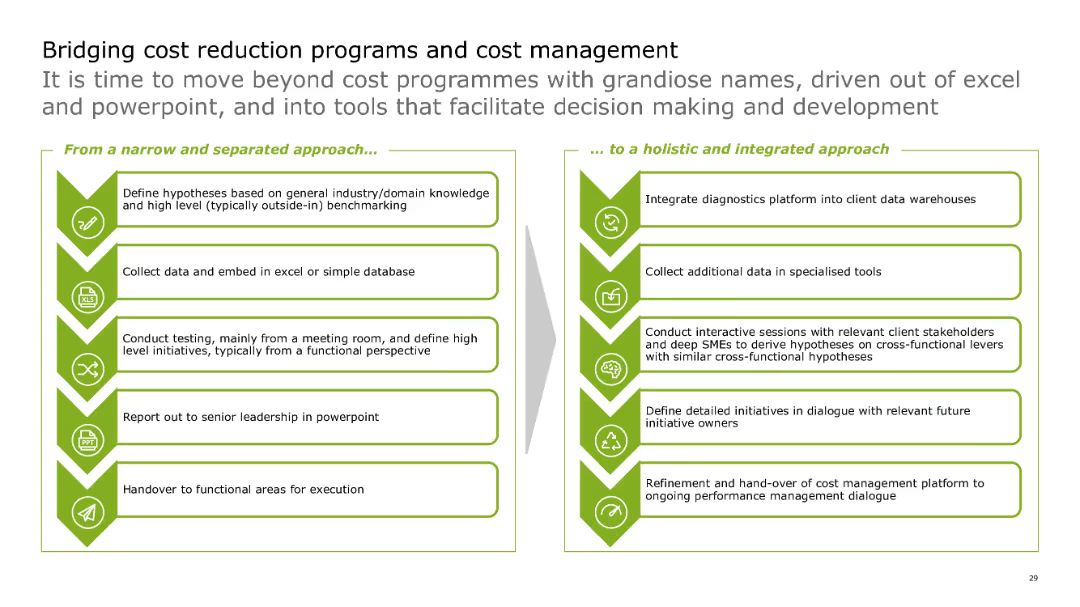 Bridging cost reduction programs and cost management
It is time to move beyond cost programmes with grandiose names, driven out of excel
and powerpoint, and into tools that facilitate decision making and development
From a narrow and separated approach...
Define hypotheses based on general industry/domain knowledge
and high level (typically outside-in) benchmarking
XLS
Collect data and embed in excel or simple database
Conduct testing, mainly from a meeting room, and define high
level initiatives, typically from a functional perspective
PPT
Report out to senior leadership in powerpoint
Handover to functional areas for execution
... to a holistic and integrated approach
Integrate diagnostics platform into client data warehouses
Collect additional data in specialised tools
Conduct interactive sessions with relevant client stakeholders
and deep SMEs to derive hypotheses on cross-functional levers
with similar cross-functional hypotheses
Define detailed initiatives in dialogue with relevant future
initiative owners
Refinement and hand-over of cost management platform to
ongoing performance management dialogue
29